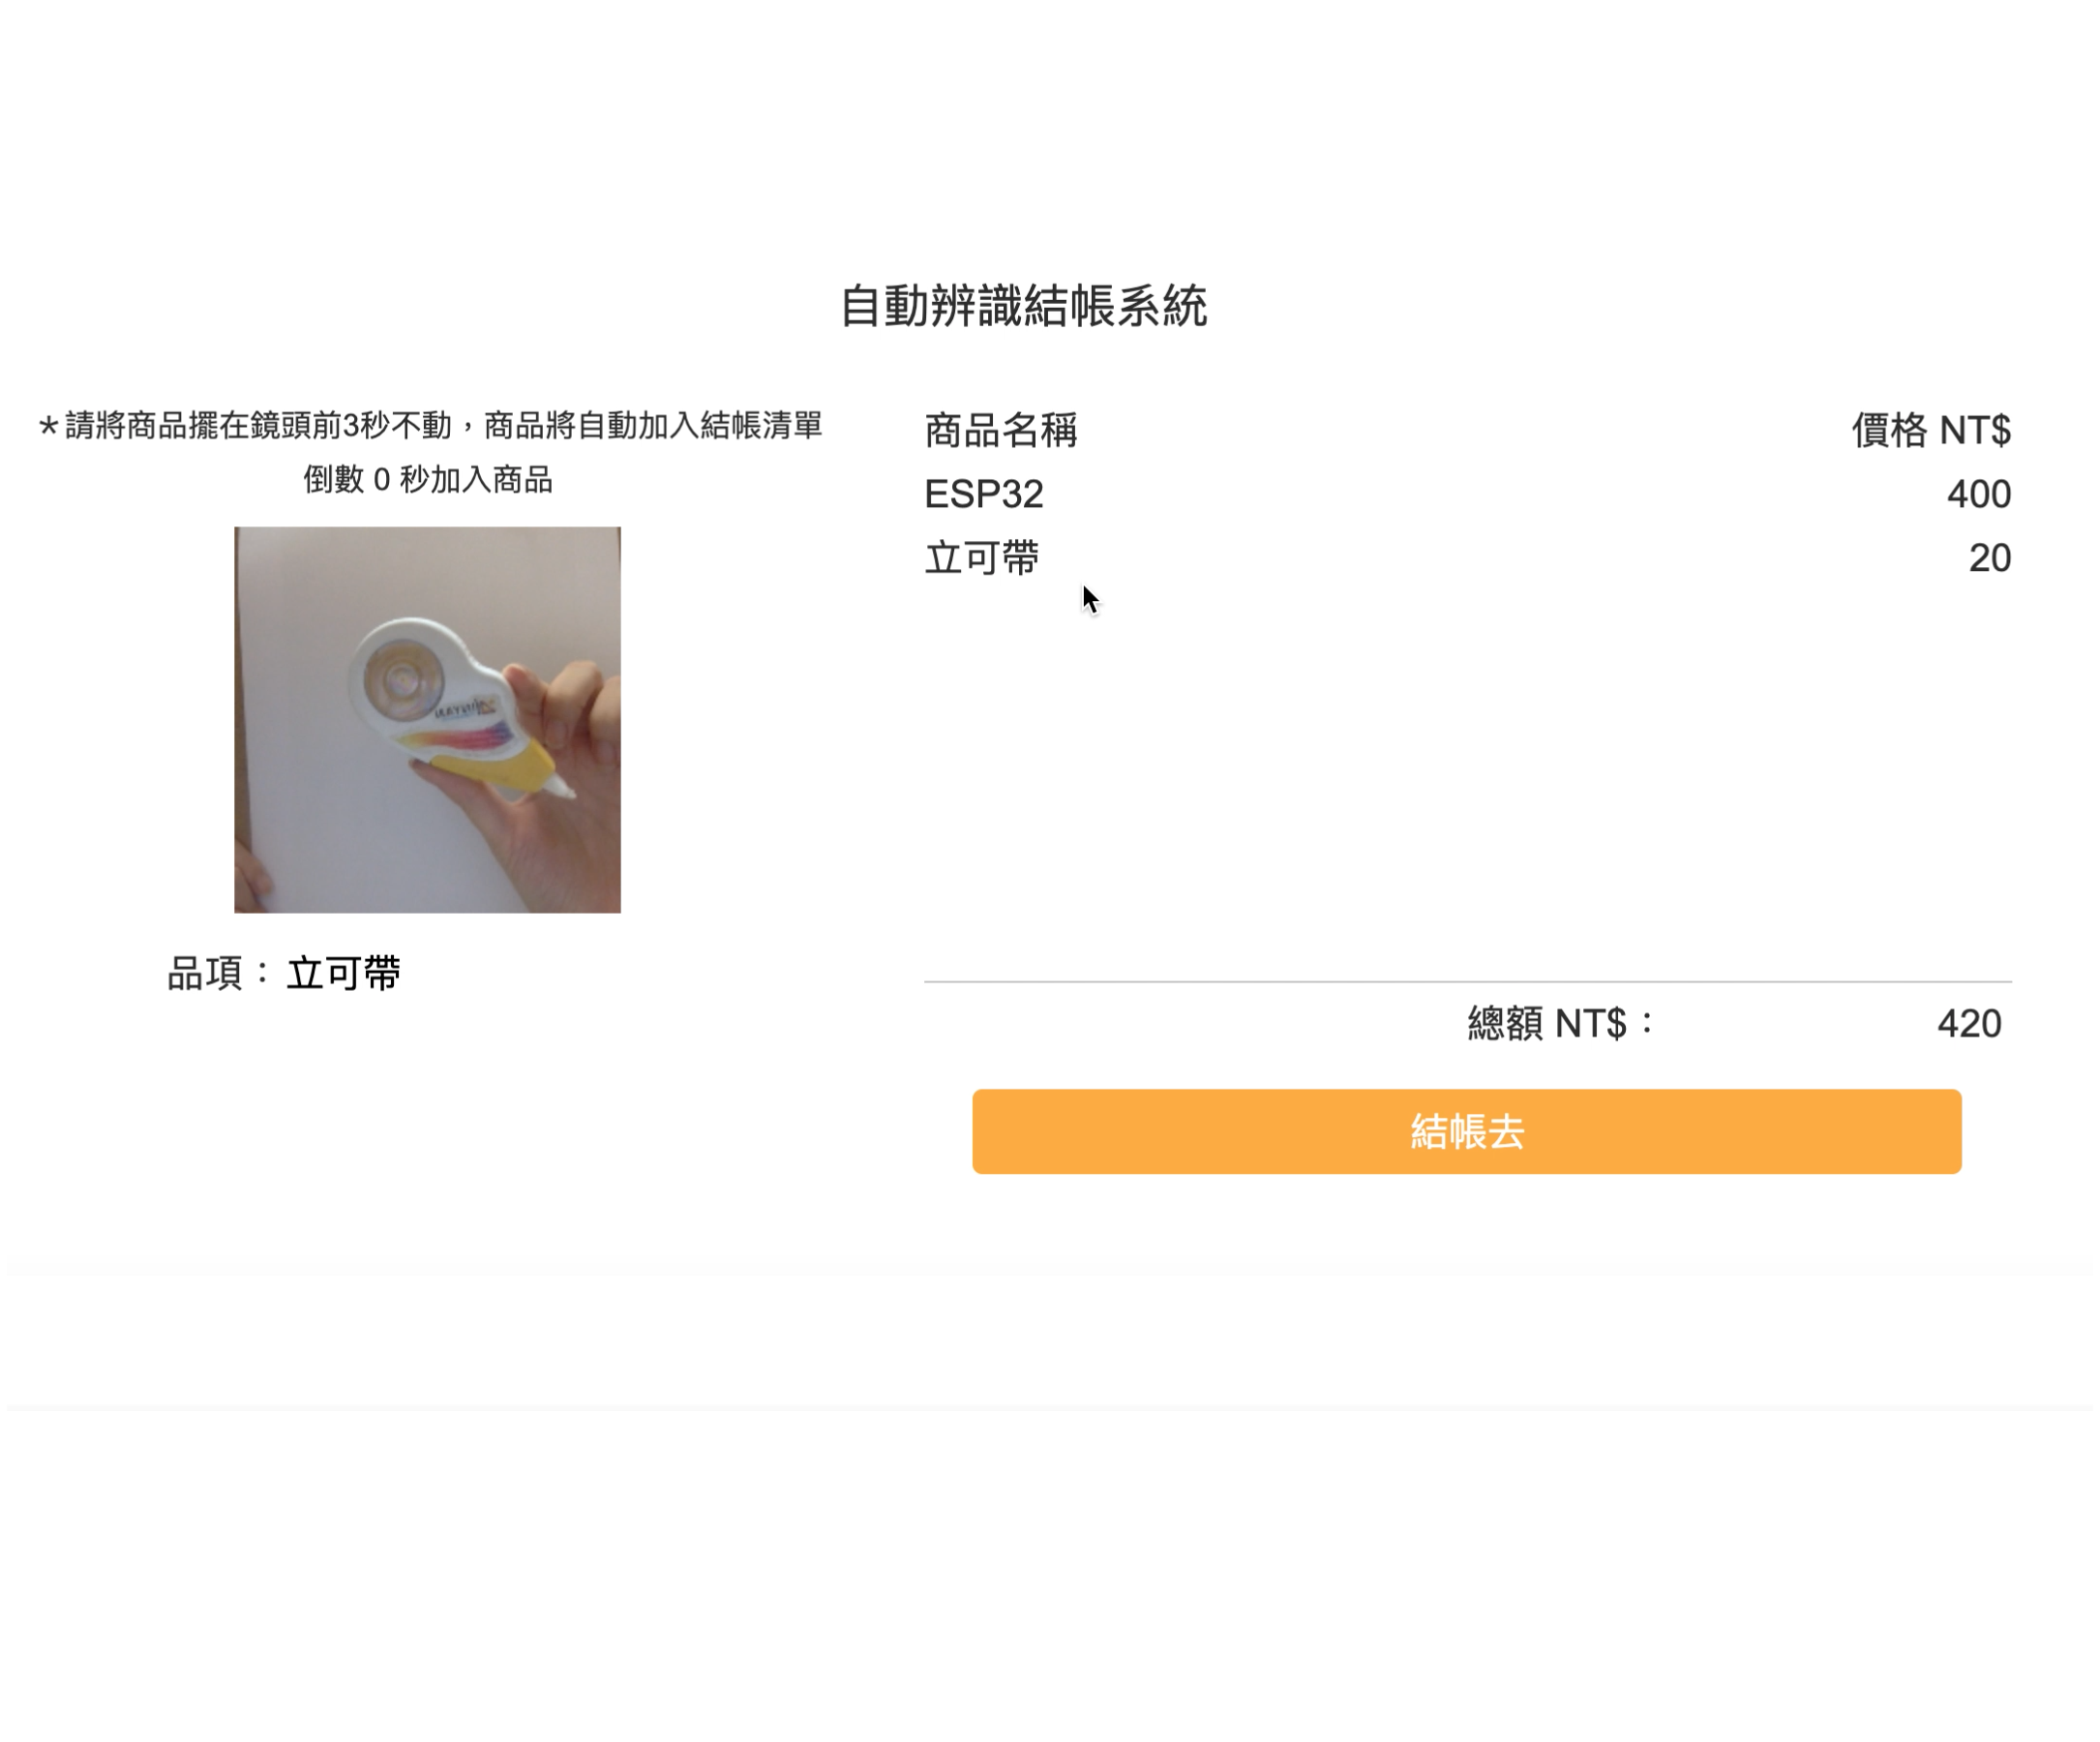 自動辨識結帳系統
*請將商品擺在鏡頭前3秒不動，商品將自動加入結帳清單
倒數 0 秒加入商品
品項：立可帶
商品名稱 價格 NT$
ESP32 400
立可帶 20
總額 NT$： 420
結帳去